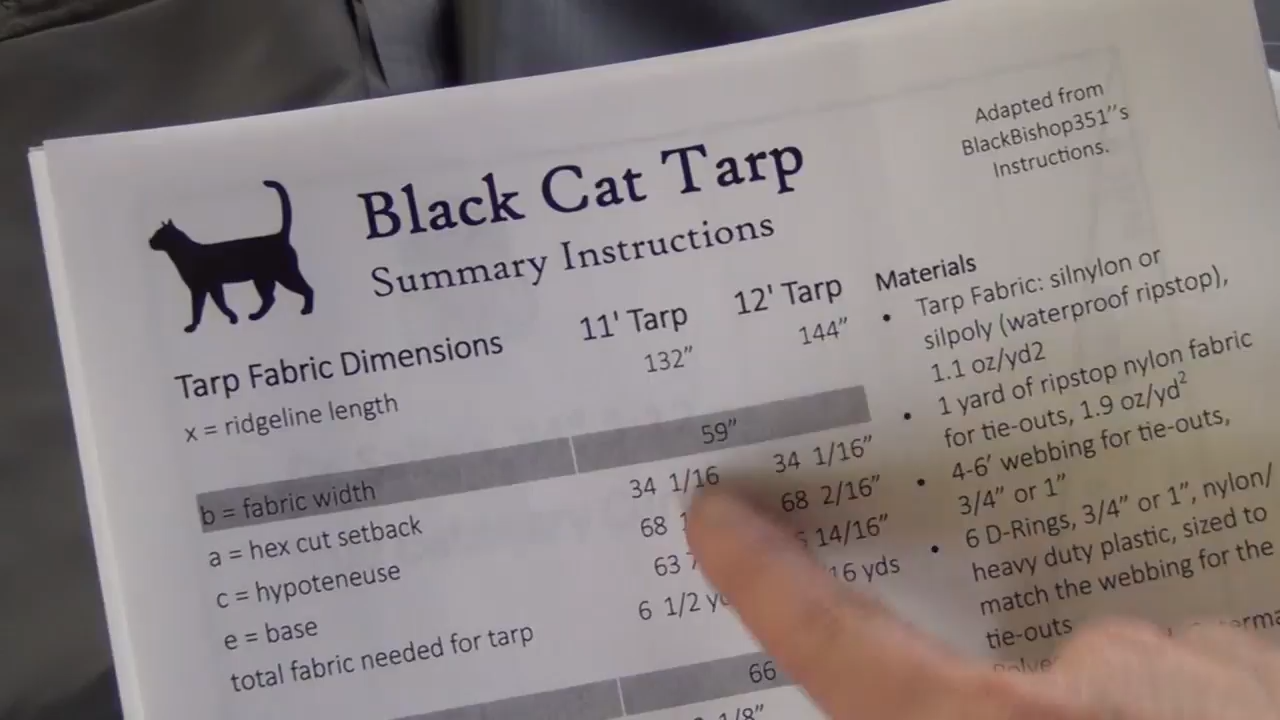 Adapted from
BlackBishop351"s
Instructions.
Black Cat Tarp
Summary Instructions
Tarp Fabric Dimensions 11' Tarp 12' Tarp
x = ridgeline length 132" 144"
b = fabric width 59"
a = hex cut setback 34 1/16 34 1/16"
c = hypoteneuse 68 68 2/16"
e = base 63 14/16"
total fabric needed for tarp 6 1/2 16 yds
66
1/8"
Materials
• Tarp Fabric: silnylon or
silpoly (waterproof ripstop),
1.1 oz/yd2
• 1 yard of ripstop nylon fabric
for tie-outs, 1.9 oz/yd²
• 4-6' webbing for tie-outs,
3/4" or 1"
• 6 D-Rings, 3/4" or 1", nylon/
heavy duty plastic, sized to
match the webbing for the
tie-outs